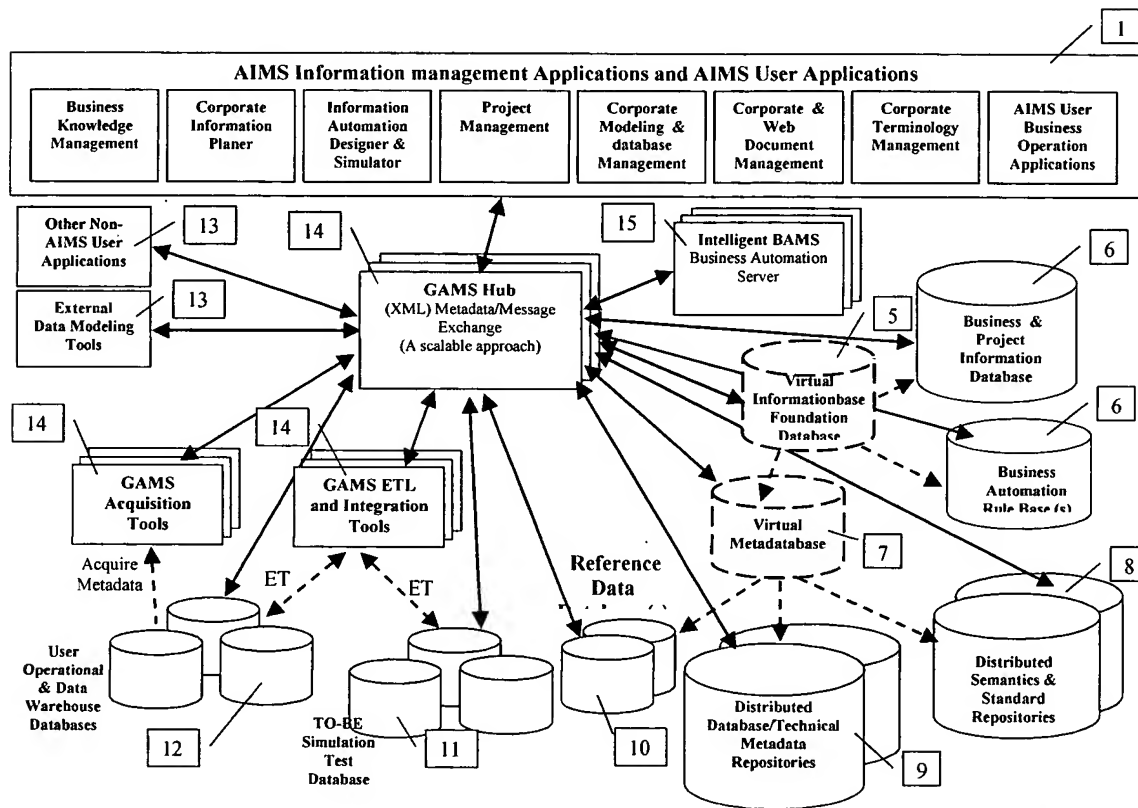 1
AIMS Information management Applications and AIMS User Applications
Business
Knowledge
Management
Corporate
Information
Planer
Information
Automation
Designer &
Simulator
Project
Management
Corporate
Modeling &
database
Management
Corporate &
Web
Document
Management
Corporate
Terminology
Management
AIMS User
Business
Operation
Applications
Other Non-
AIMS User
Applications
13
External
Data Modeling
Tools
13
14
GAMS Hub
(XML) Metadata/Message
Exchange
(A scalable approach)
15
Intelligent BAMS
Business Automation
Server
6
Business &
Project
Information
Database
5
Virtual
Informationbase
Foundation
Database
6
Business
Automation
Rule Base (s)
14
GAMS
Acquisition
Tools
14
GAMS ETL
and Integration
Tools
Virtual
Metadatabase
7
Acquire
Metadata
ET
ET
Reference
Data
8
Distributed
Semantics &
Standard
Repositories
User
Operational
& Data
Warehouse
Databases
12
TO-BE
Simulation
Test
Database
11
10
Distributed
Database/Technical
Metadata
Repositories
9